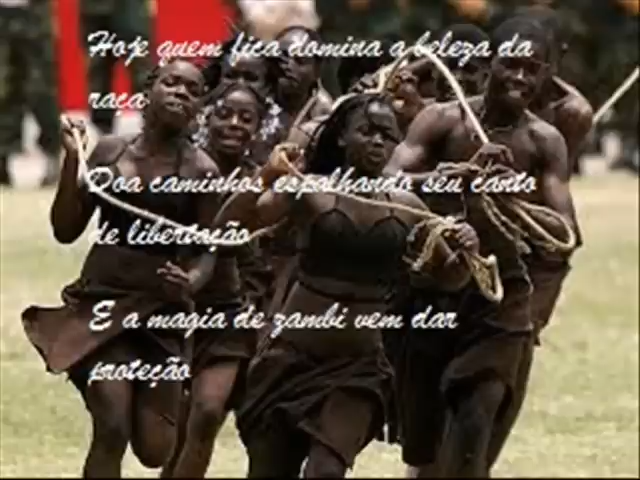 Hoje quem fica domina a beleza da
raça
Doa caminhos espalhando seu canto
de libertação
E a magia de zambi vem dar
proteção